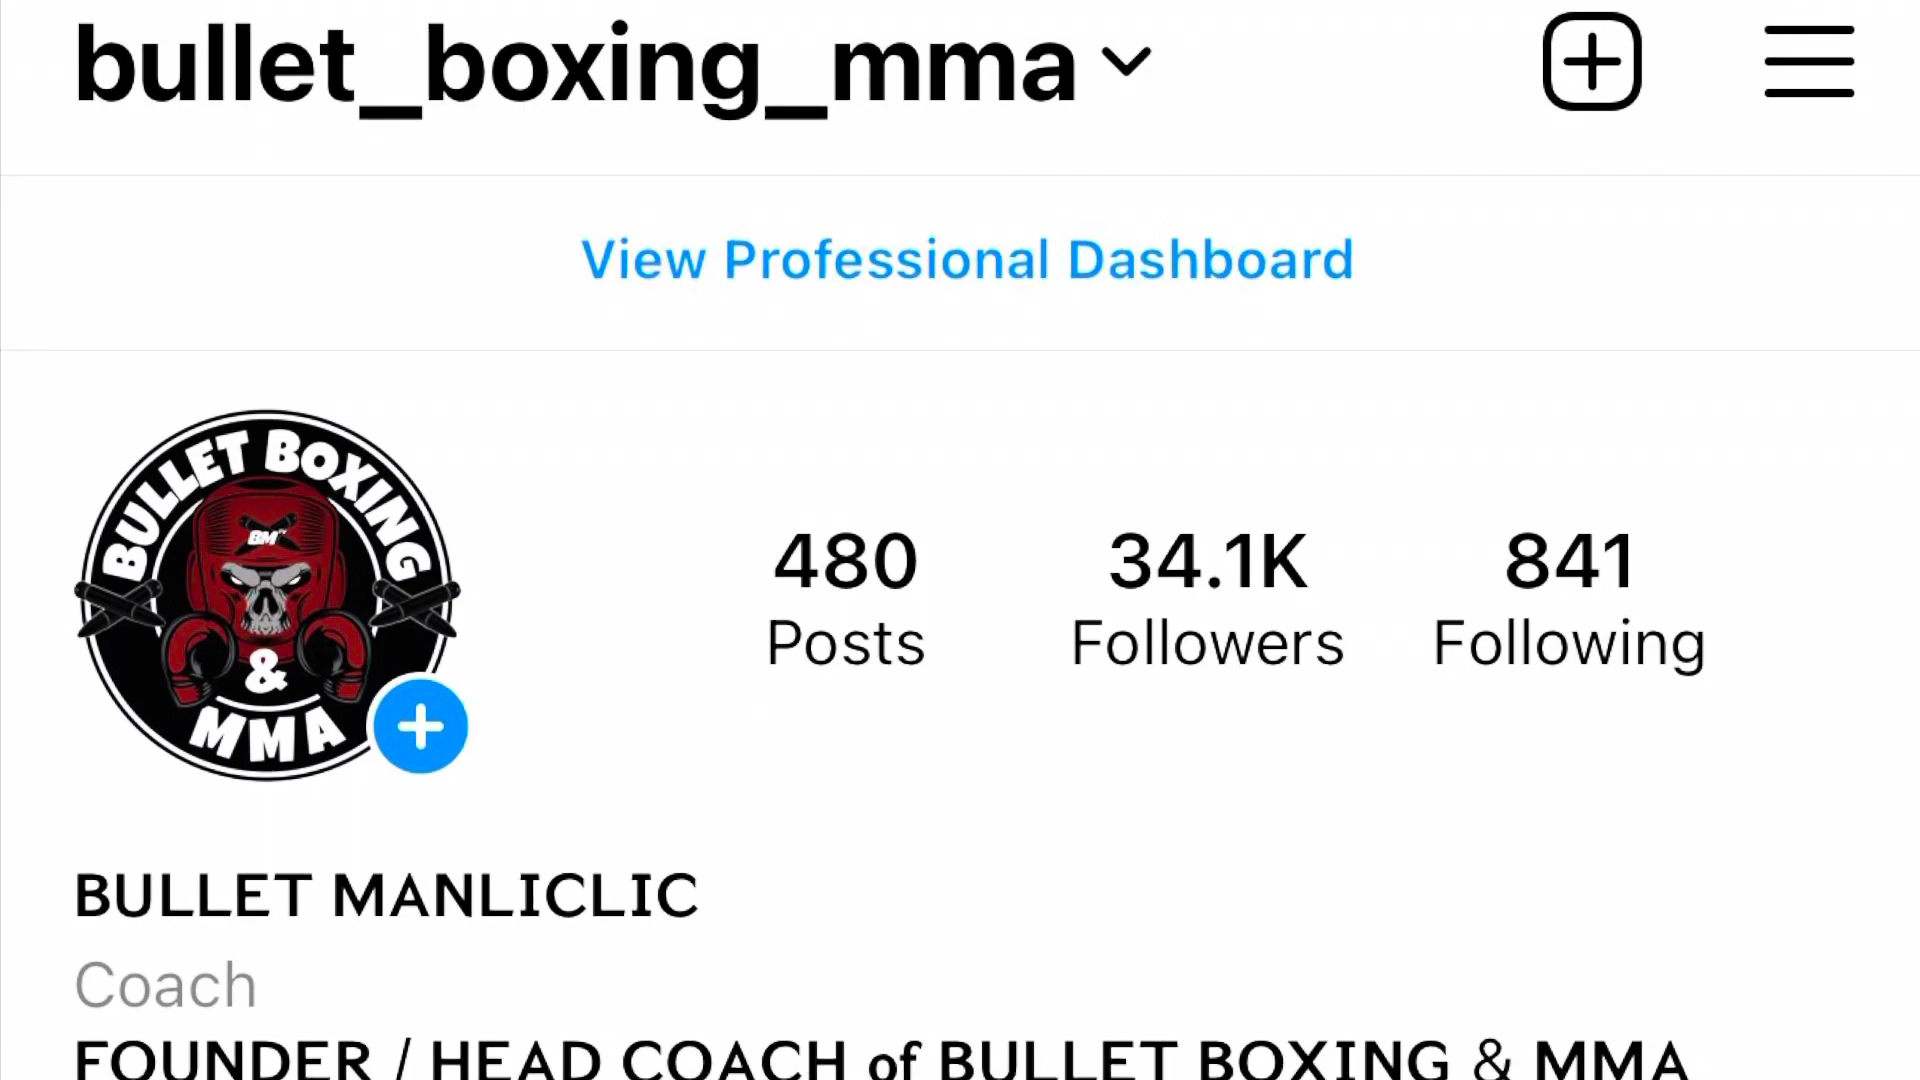 bullet_boxing_mma
View Professional Dashboard
BULLET BOXING
BM
&
MMA
480
Posts
34.1K
Followers
841
Following
BULLET MANLICLIC
Coach
FOUNDER / HEAD COACH of BULLET BOXING & MMA